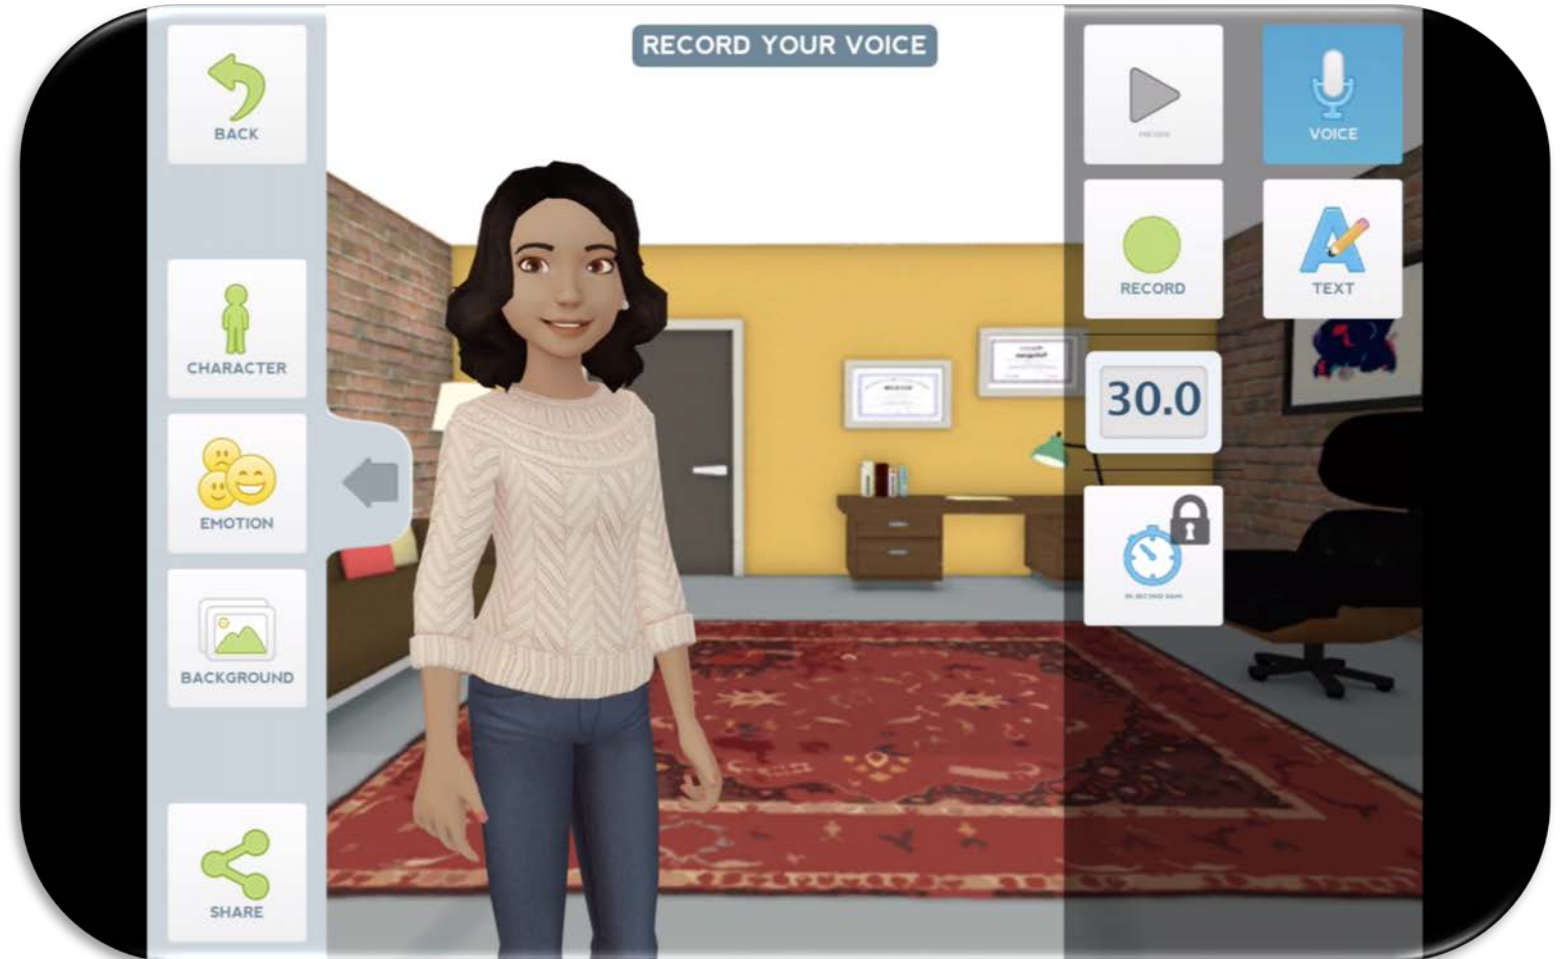 RECORD YOUR VOICE
BACK
CHARACTER
EMOTION
BACKGROUND
SHARE
VOICE
RECORD
TEXT
30.0